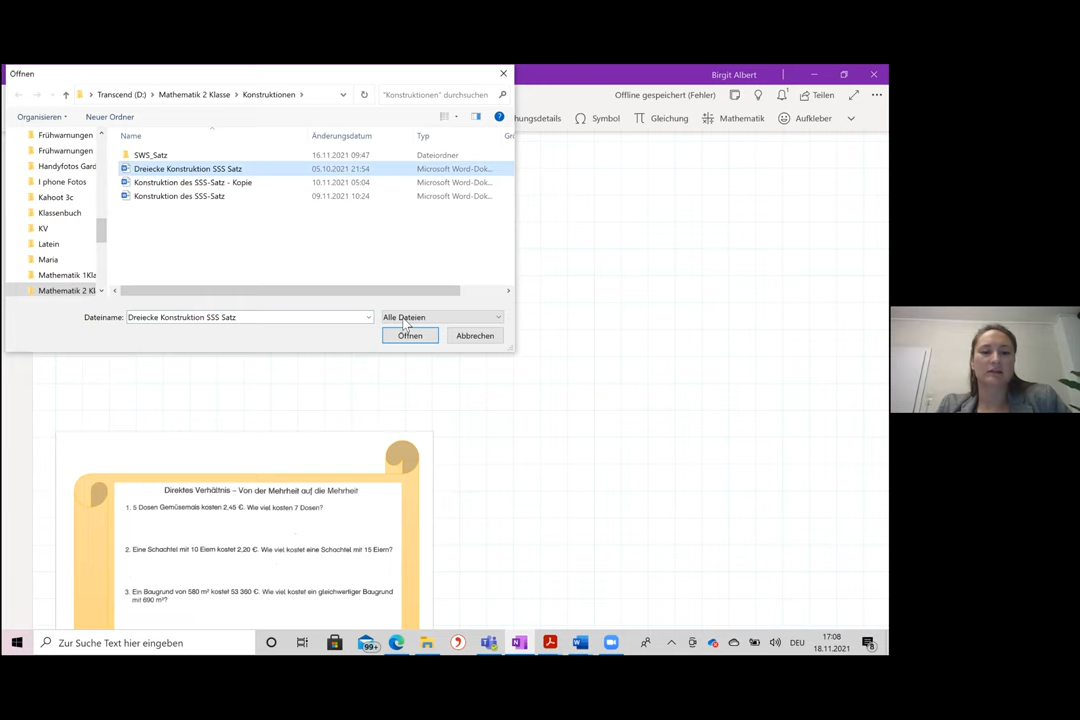 Öffnen
Birgit Albert
Transcend (D:) > Mathematik 2 Klasse > Konstruktionen >
"Konstruktionen" durchsuchen
Offline gespeichert (Fehler)
1
Teilen
Organisieren
Neuer Ordner
hungsdetails
Symbol
Gleichung
Mathematik
Aufkleber
Frühwarnungen
Frühwarnungen
Handyfotos Gard
I phone Fotos
Kahoot 3c
Klassenbuch
KV
Latein
Maria
Mathematik 1Kla
Mathematik 2 Kl
Name
Änderungsdatum
Typ
Grö
SWS_Satz
16.11.2021 09:47
Dateiordner
Dreiecke Konstruktion SSS Satz
05.10.2021 21:54
Microsoft Word-Dok...
Konstruktion des SSS-Satz - Kopie
10.11.2021 05:04
Microsoft Word-Dok...
Konstruktion des SSS-Satz
09.11.2021 10:24
Microsoft Word-Dok...
Dateiname:
Dreiecke Konstruktion SSS Satz
Alle Dateien
Öffnen
Abbrechen
Direktes Verhältnis – Von der Mehrheit auf die Mehrheit
1. 5 Dosen Gemüsemais kosten 2,45 €. Wie viel kosten 7 Dosen?
2. Eine Schachtel mit 10 Eiern kostet 2,20 €. Wie viel kostet eine Schachtel mit 15 Eiern?
3. Ein Baugrund von 580 m² kostet 53 360 €. Wie viel kostet ein gleichwertiger Baugrund
mit 690 m²?
Zur Suche Text hier eingeben
99+
DEU
17:08
18.11.2021
8